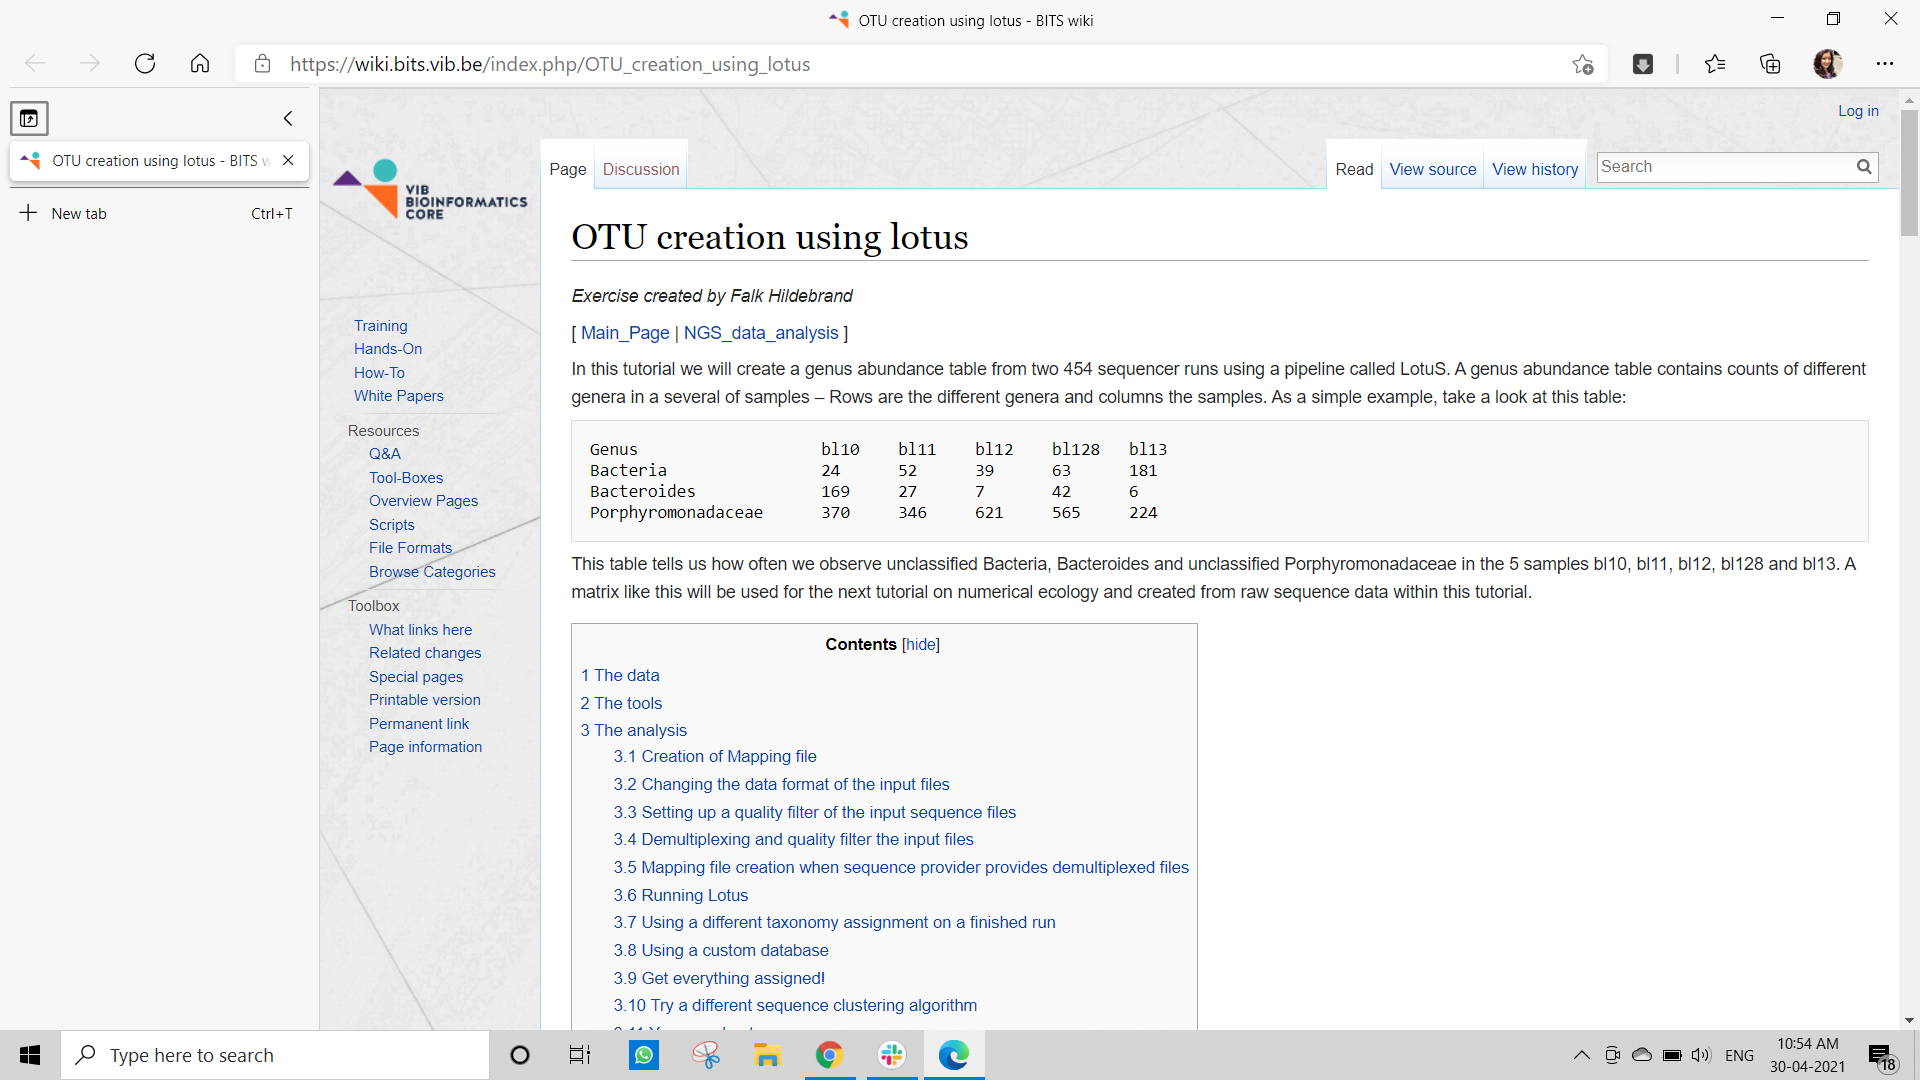 OTU creation using lotus - BITS wiki
https://wiki.bits.vib.be/index.php/OTU_creation_using_lotus
OTU creation using lotus - BITS w
New tab Ctrl+T
Log in
VIB
BIOINFORMATICS
CORE
Page Discussion Read View source View history Search
OTU creation using lotus
Exercise created by Falk Hildebrand
[ Main_Page | NGS_data_analysis ]
In this tutorial we will create a genus abundance table from two 454 sequencer runs using a pipeline called LotuS. A genus abundance table contains counts of different
genera in a several of samples – Rows are the different genera and columns the samples. As a simple example, take a look at this table:
Genus bl10 bl11 bl12 bl128 bl13
Bacteria 24 52 39 63 181
Bacteroides 169 27 7 42 6
Porphyromonadaceae 370 346 621 565 224
This table tells us how often we observe unclassified Bacteria, Bacteroides and unclassified Porphyromonadaceae in the 5 samples bl10, bl11, bl12, bl128 and bl13. A
matrix like this will be used for the next tutorial on numerical ecology and created from raw sequence data within this tutorial.
Contents [hide]
1 The data
2 The tools
3 The analysis
3.1 Creation of Mapping file
3.2 Changing the data format of the input files
3.3 Setting up a quality filter of the input sequence files
3.4 Demultiplexing and quality filter the input files
3.5 Mapping file creation when sequence provider provides demultiplexed files
3.6 Running Lotus
3.7 Using a different taxonomy assignment on a finished run
3.8 Using a custom database
3.9 Get everything assigned!
3.10 Try a different sequence clustering algorithm
Training
Hands-On
How-To
White Papers
Resources
Q&A
Tool-Boxes
Overview Pages
Scripts
File Formats
Browse Categories
Toolbox
What links here
Related changes
Special pages
Printable version
Permanent link
Page information
Type here to search
ENG
10:54 AM
30-04-2021
18